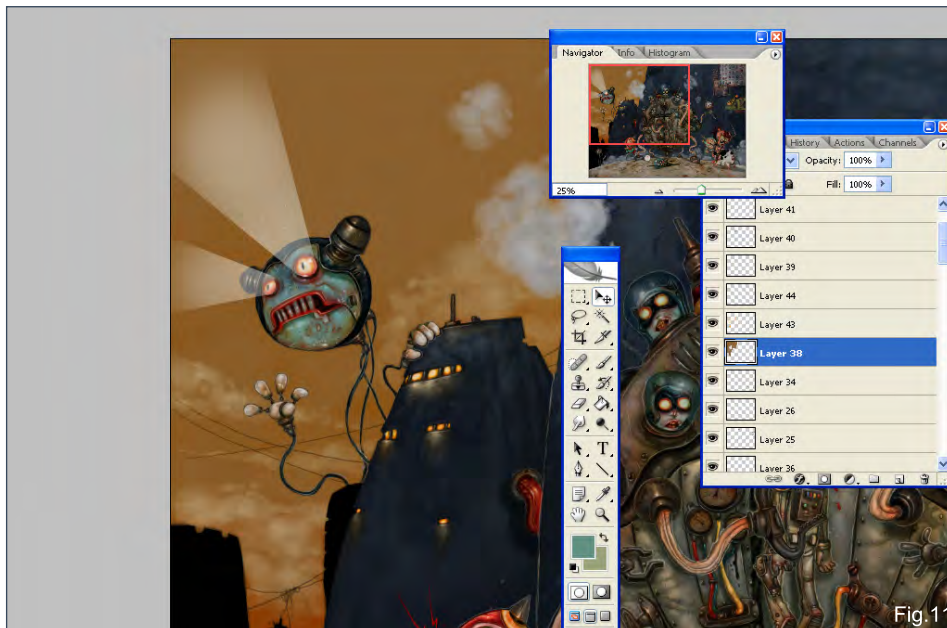 Navigator Info Histogram
25%
History Actions Channels
Opacity: 100%
Fill: 100%
Layer 41
Layer 40
Layer 39
Layer 44
Layer 43
Layer 38
Layer 34
Layer 26
Layer 25
Layer 36
T
Fig.11